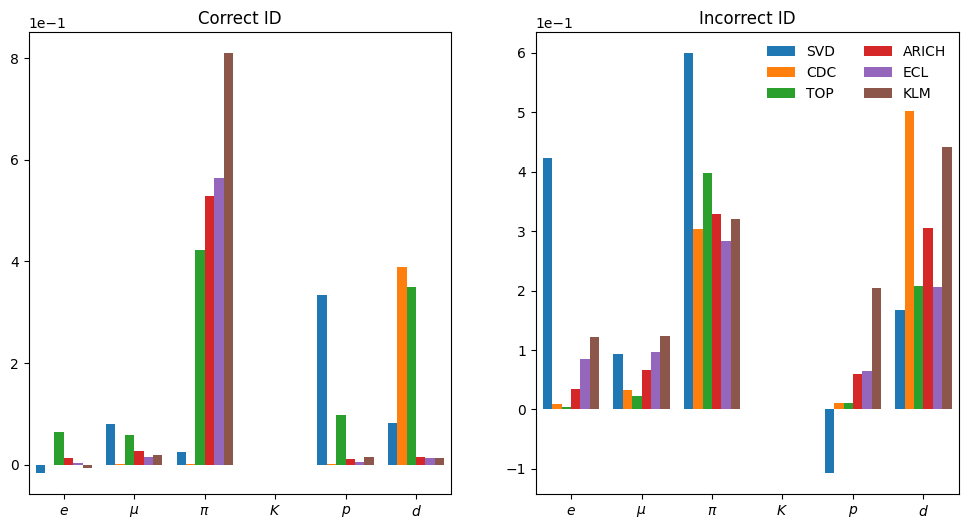 Correct ID
1e−1
8
6
4
2
0
e μ π K p d
Incorrect ID
1e−1
6
5
4
3
2
1
0
−1
e μ π K p d
SVD
CDC
TOP
ARICH
ECL
KLM